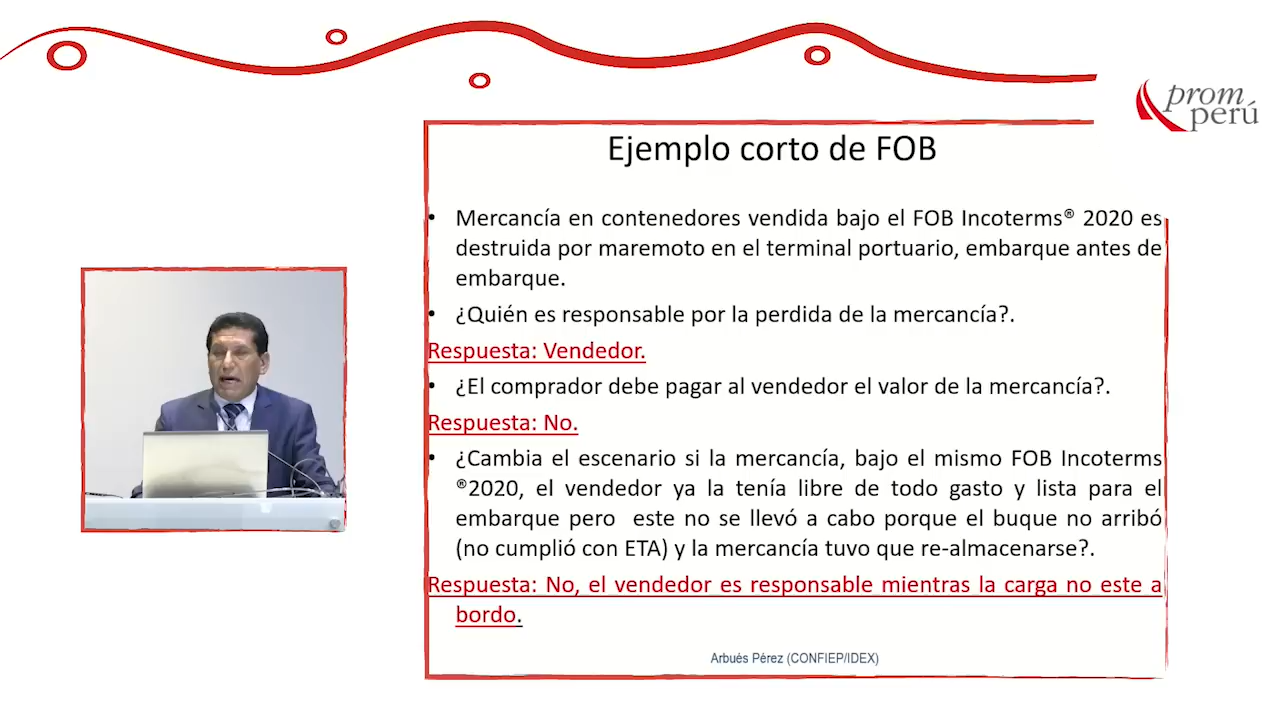 prom
perú
Ejemplo corto de FOB
• Mercancía en contenedores vendida bajo el FOB Incoterms® 2020 es
destruida por maremoto en el terminal portuario, embarque antes de
embarque.
• ¿Quién es responsable por la perdida de la mercancía?.
Respuesta: Vendedor.
• ¿El comprador debe pagar al vendedor el valor de la mercancía?.
Respuesta: No.
• ¿Cambia el escenario si la mercancía, bajo el mismo FOB Incoterms
®2020, el vendedor ya la tenía libre de todo gasto y lista para el
embarque pero este no se llevó a cabo porque el buque no arribó
(no cumplió con ETA) y la mercancía tuvo que re-almacenarse?.
Respuesta: No, el vendedor es responsable mientras la carga no este a
bordo.
Arbués Pérez (CONFIEP/IDEX)